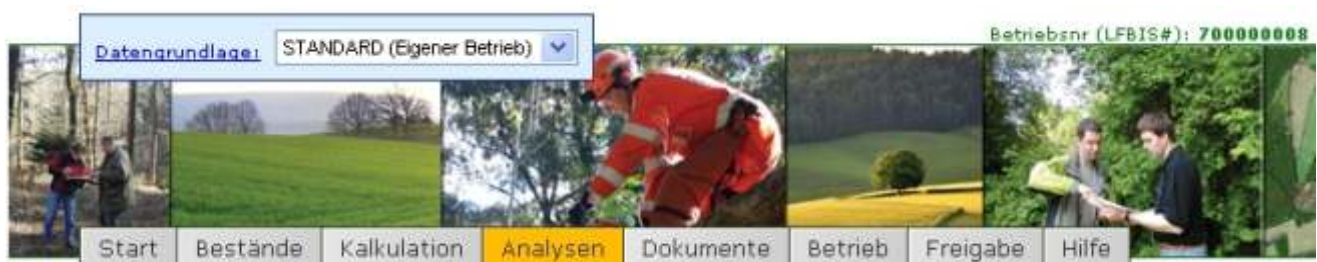 Datengrundlage: STANDARD (Eigener Betrieb)
Betriebsnr (LFBIS#): 700000008
Start Bestände Kalkulation Analysen Dokumente Betrieb Freigabe Hilfe